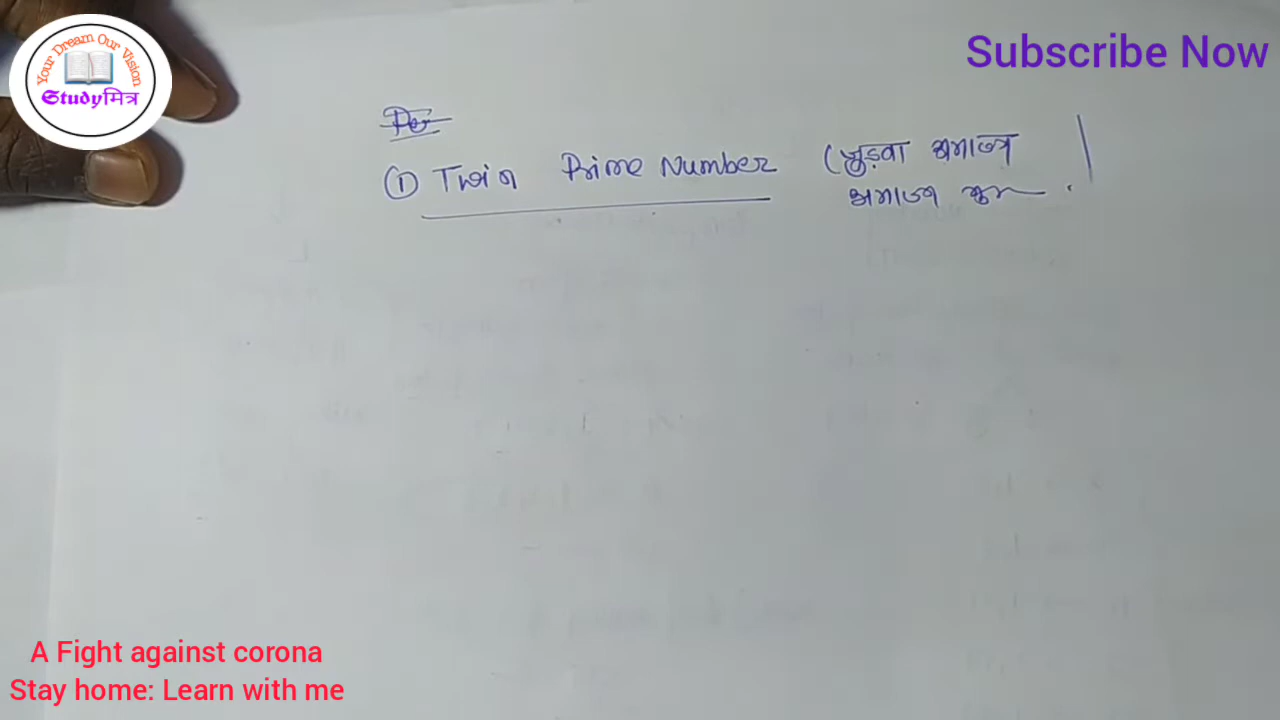 Your Dream Our Vision
Studyमित्र
Subscribe Now
① Twin Prime Number (जुड़वा अभाज्य
अभाज्य
A Fight against corona
Stay home: Learn with me